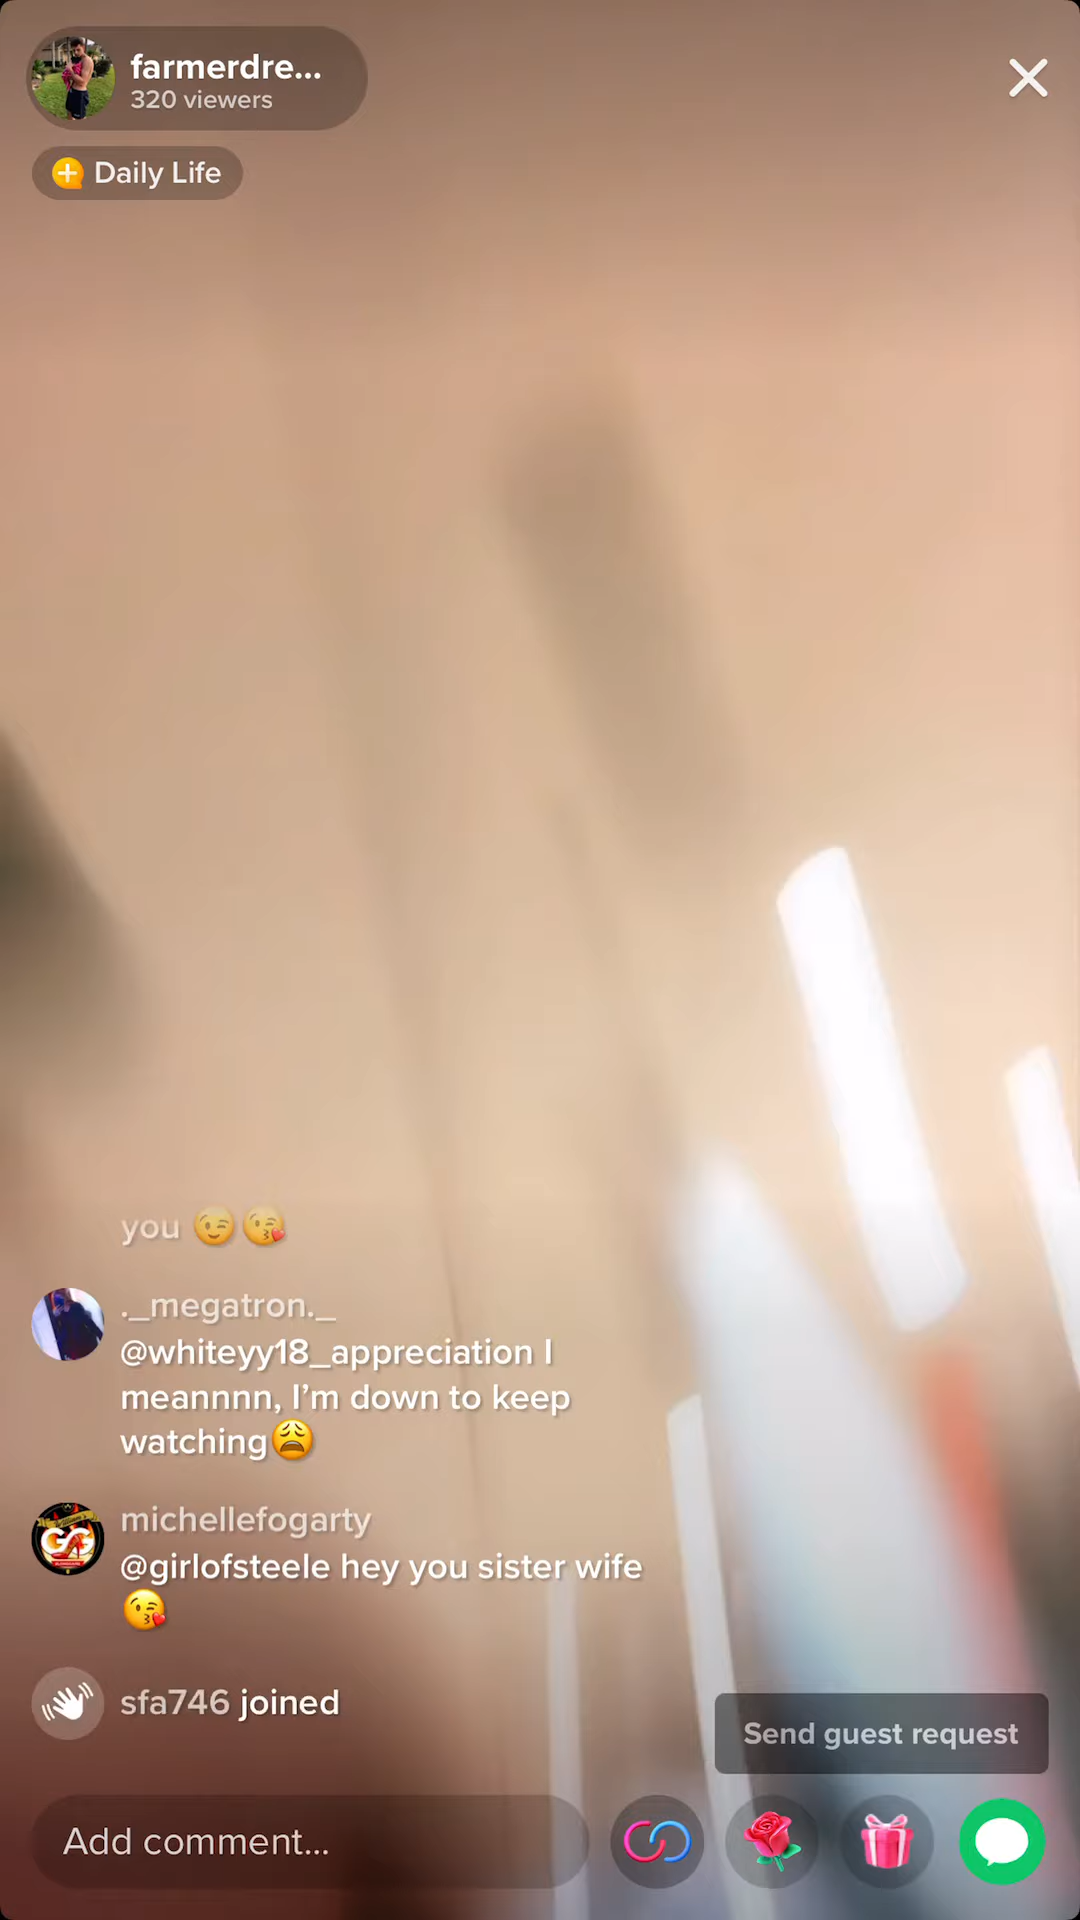 farmerdre...
320 viewers
Daily Life
you 😉😘
._megatron._
@whiteyy18_appreciation I
meannnn, I'm down to keep
watching😩
michellefogarty
@girlofsteele hey you sister wife
😘
sfa746 joined
Send guest request
Add comment...